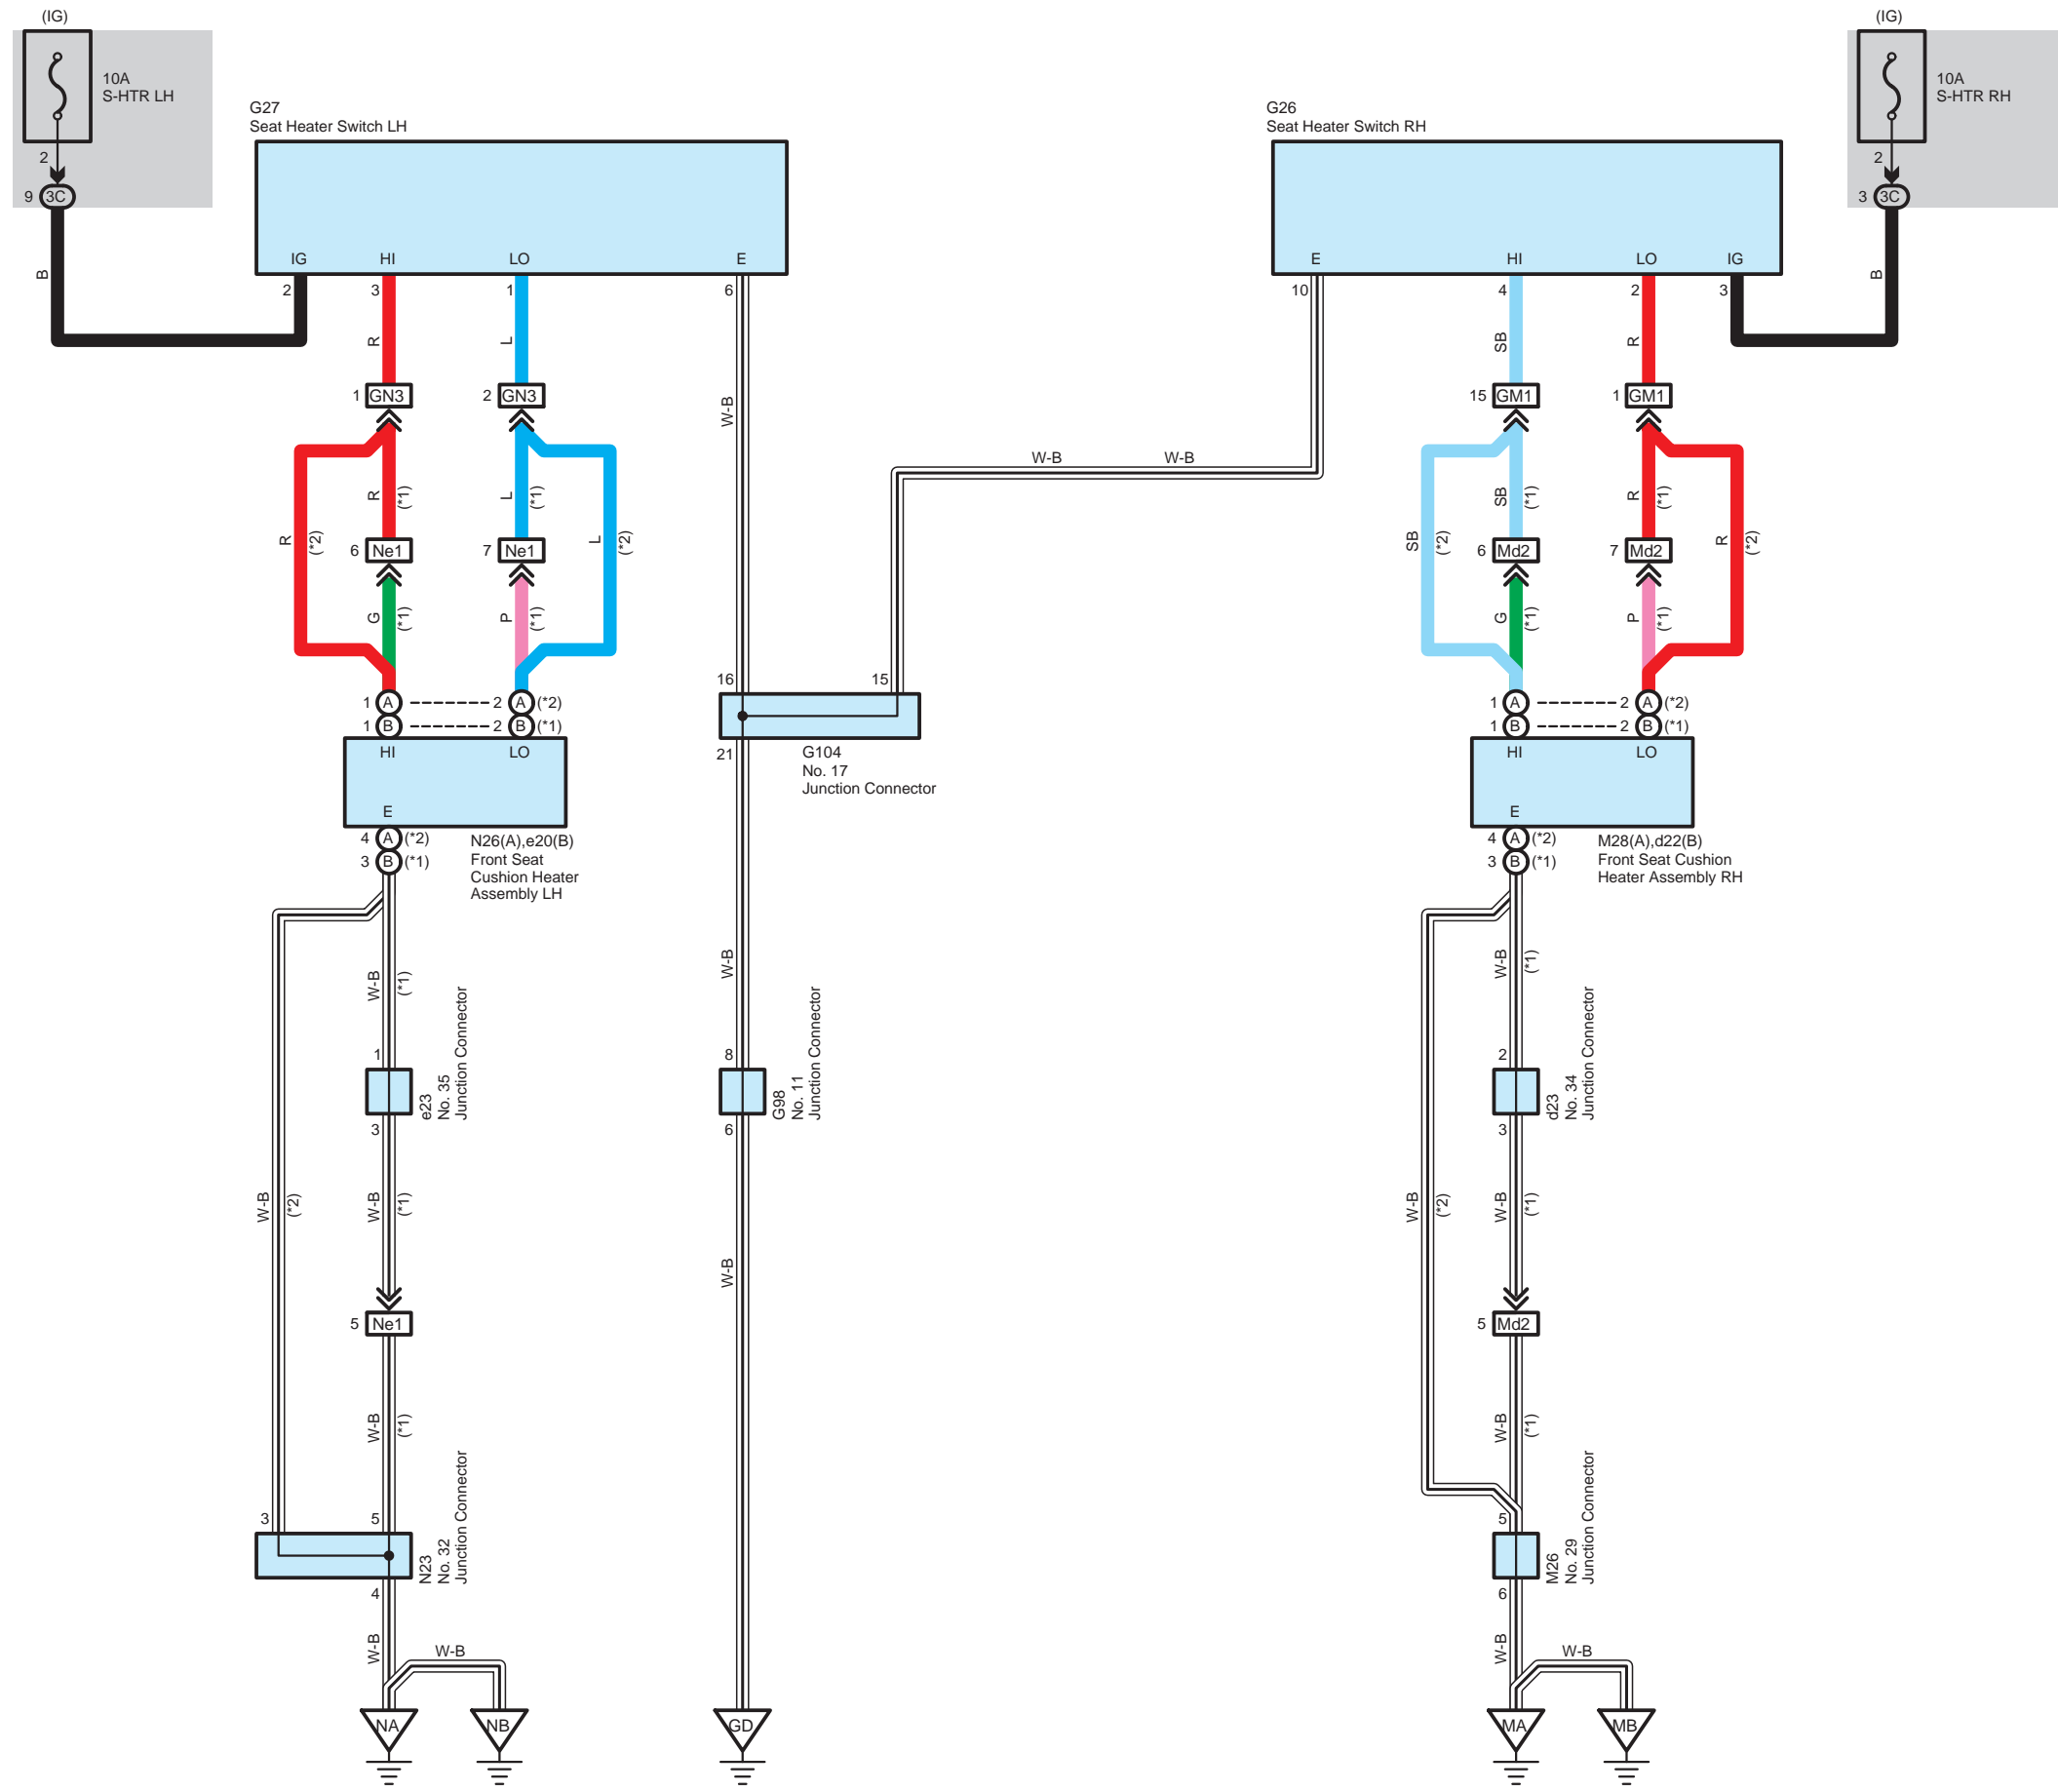 (IG)
10A
S-HTR LH
2
9 3C
B
G27
Seat Heater Switch LH
IG HI LO E
2 3 1 6
R L
1 GN3 2 GN3
W-B
R (*2)
R (*1)
L (*1)
L (*2)
6 Ne1 7 Ne1
G (*1)
P (*1)
1 A 2 A (*2)
1 B 2 B (*1)
HI LO
E
4 A (*2)
3 B (*1)
N26(A),e20(B)
Front Seat
Cushion Heater
Assembly LH
W-B (*1)
1
e23
No. 35
Junction Connector
3
W-B (*2)
W-B (*1)
5 Ne1
W-B (*1)
3 5
N23
No. 32
Junction Connector
4
W-B
W-B
NA NB
16 15
21
G104
No. 17
Junction Connector
W-B
8
G98
No. 11
Junction Connector
6
W-B
GD
W-B W-B
(IG)
10A
S-HTR RH
2
3 3C
B
G26
Seat Heater Switch RH
E HI LO IG
10 4 2 3
SB R
15 GM1 1 GM1
SB (*2)
SB (*1)
R (*1)
R (*2)
6 Md2 7 Md2
G (*1)
P (*1)
1 A 2 A (*2)
1 B 2 B (*1)
HI LO
E
4 A (*2)
3 B (*1)
M28(A),d22(B)
Front Seat Cushion
Heater Assembly RH
W-B (*1)
2
d23
No. 34
Junction Connector
3
W-B (*2)
W-B (*1)
5 Md2
W-B (*1)
5
M26
No. 29
Junction Connector
6
W-B
W-B
MA MB